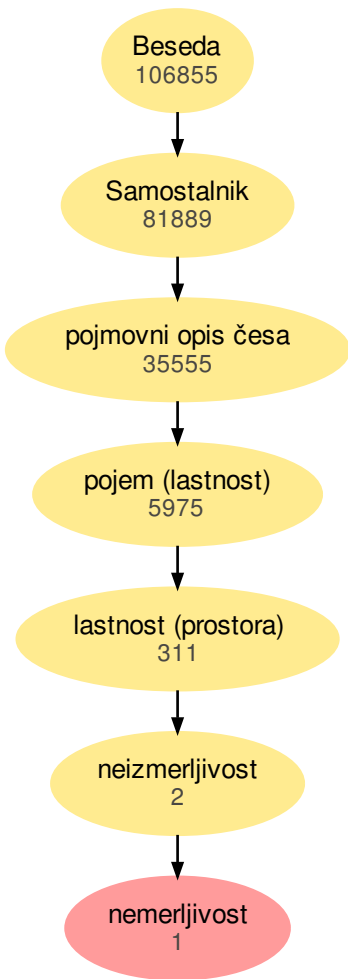 Beseda
106855
Samostalnik
81889
pojmovni opis česa
35555
pojem (lastnost)
5975
lastnost (prostora)
311
neizmerljivost
2
nemerljivost
1